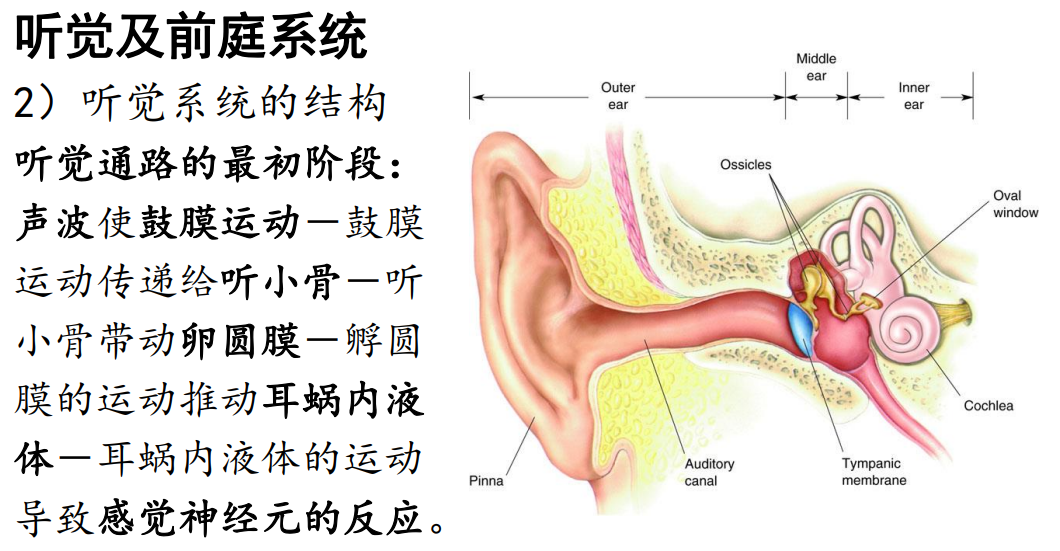 听觉及前庭系统
2）听觉系统的结构
听觉通路的最初阶段：
声波使鼓膜运动－鼓膜
运动传递给听小骨－听
小骨带动卵圆膜－孵圆
膜的运动推动耳蜗内液
体－耳蜗内液体的运动
导致感觉神经元的反应。
Outer
ear
Middle
ear
Inner
ear
Ossicles
Oval
window
Cochlea
Tympanic
membrane
Auditory
canal
Pinna